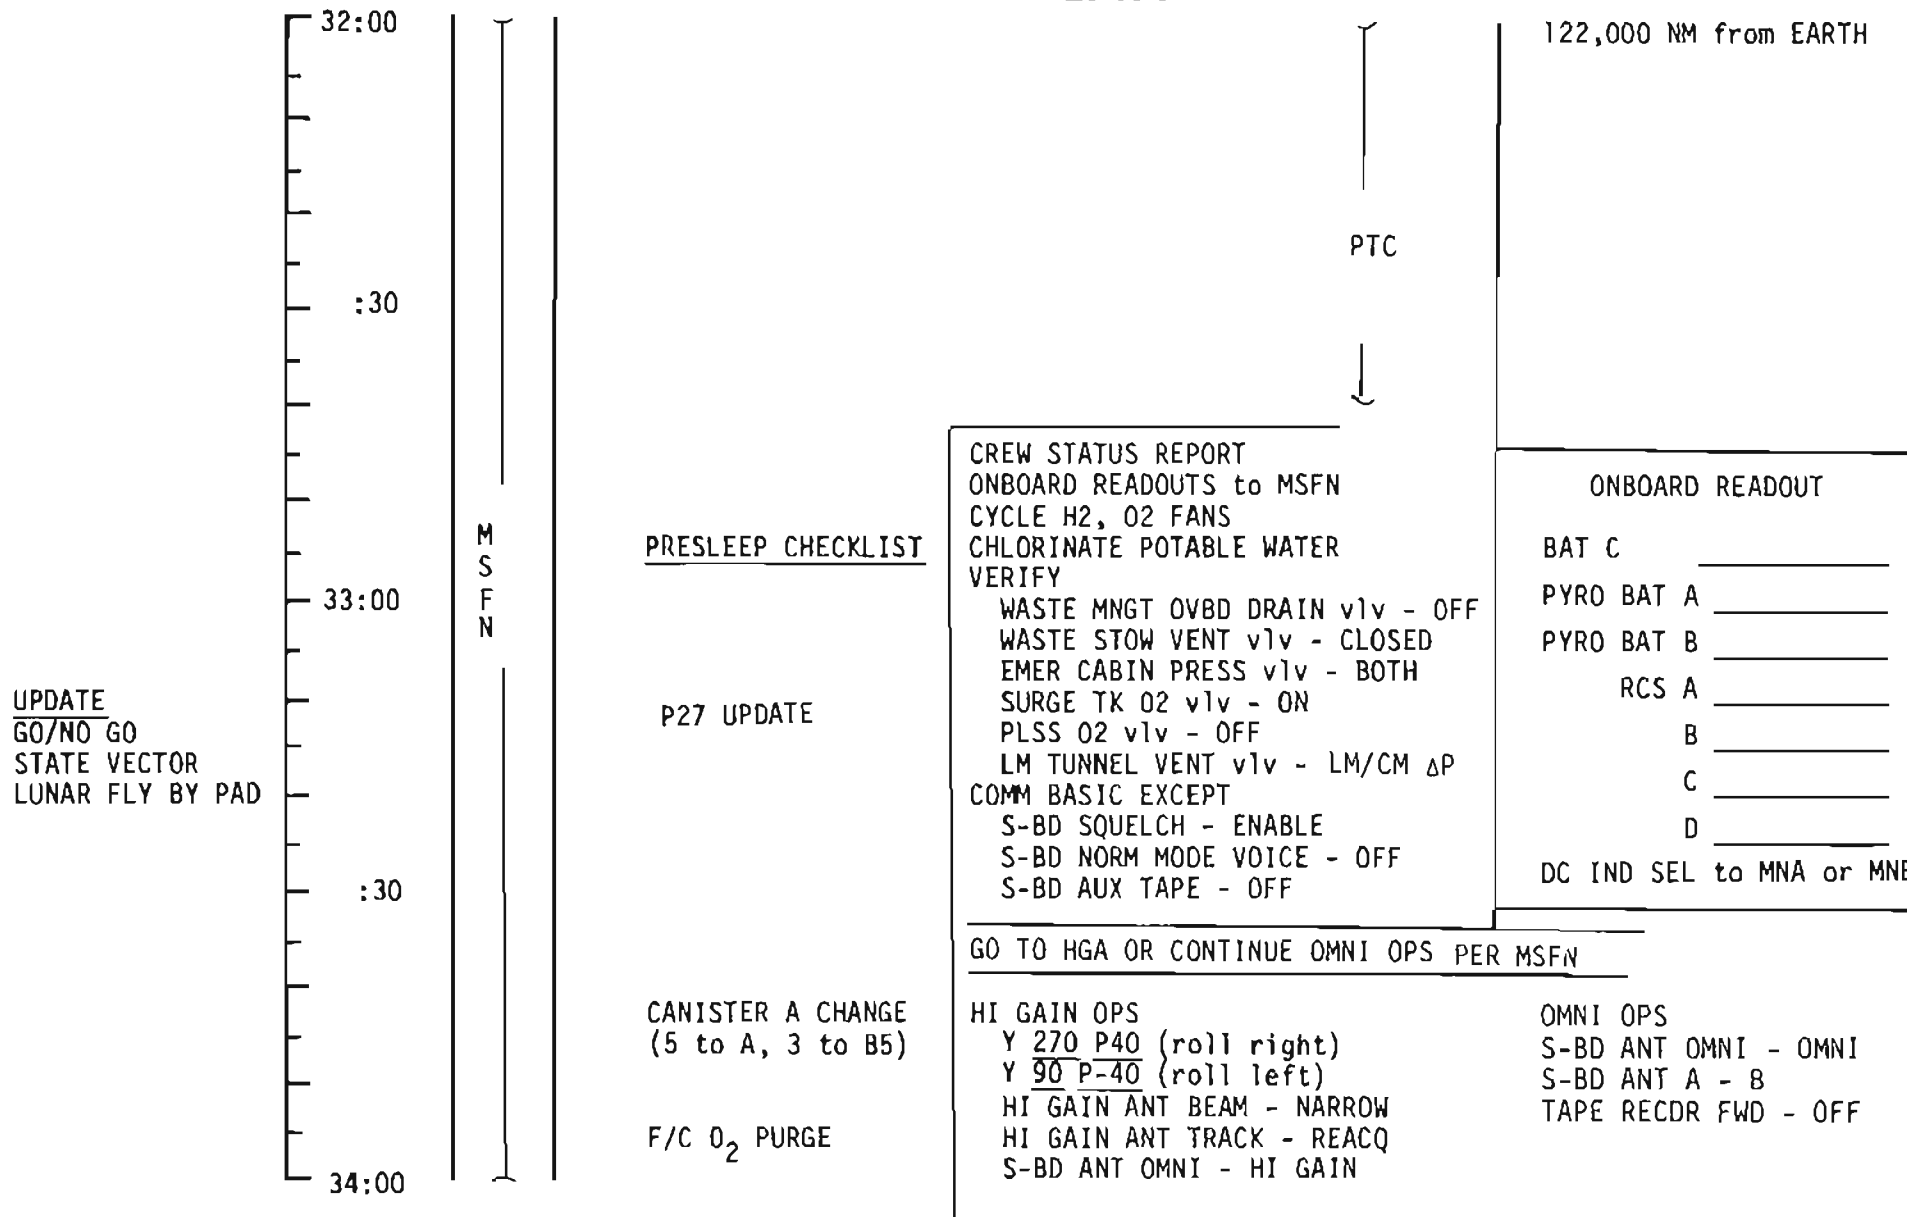 32:00
:30
33:00
:30
34:00
UPDATE
GO/NO GO
STATE VECTOR
LUNAR FLY BY PAD
M
S
F
N
PRESLEEP CHECKLIST
P27 UPDATE
CANISTER A CHANGE
(5 to A, 3 to B5)
F/C O2 PURGE
PTC
CREW STATUS REPORT
ONBOARD READOUTS to MSFN
CYCLE H2, O2 FANS
CHLORINATE POTABLE WATER
VERIFY
WASTE MNGT OVBD DRAIN vlv - OFF
WASTE STOW VENT vlv - CLOSED
EMER CABIN PRESS vlv - BOTH
SURGE TK O2 vlv - ON
PLSS O2 vlv - OFF
LM TUNNEL VENT vlv - LM/CM ΔP
COMM BASIC EXCEPT
S-BD SQUELCH - ENABLE
S-BD NORM MODE VOICE - OFF
S-BD AUX TAPE - OFF
GO TO HGA OR CONTINUE OMNI OPS PER MSFN
HI GAIN OPS
Y 270 P40 (roll right)
Y 90 P-40 (roll left)
HI GAIN ANT BEAM - NARROW
HI GAIN ANT TRACK - REACQ
S-BD ANT OMNI - HI GAIN
122,000 NM from EARTH
ONBOARD READOUT
BAT C
PYRO BAT A
PYRO BAT B
RCS A
B
C
D
DC IND SEL to MNA or MNB
OMNI OPS
S-BD ANT OMNI - OMNI
S-BD ANT A - B
TAPE RECDR FWD - OFF